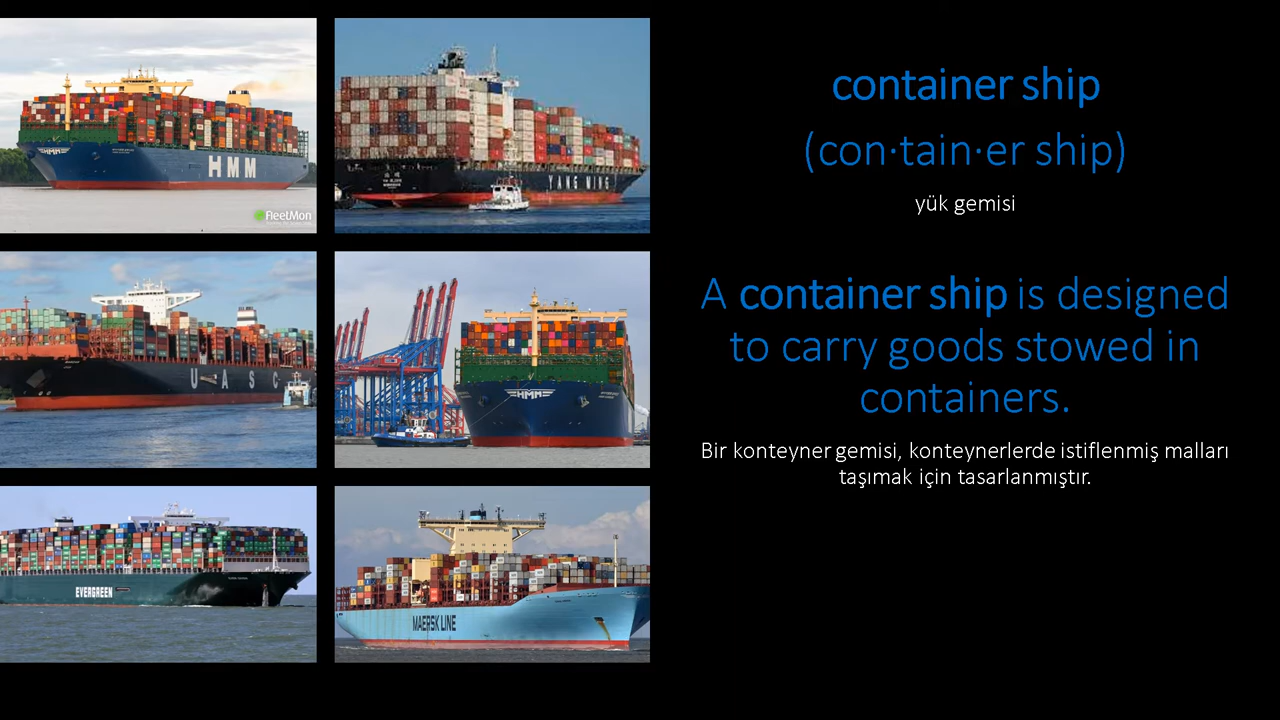 HMM
FleetMon
YANG MING
UASC
HMM
EVERGREEN
MAERSK LINE
container ship
(con·tain·er ship)
yük gemisi
A container ship is designed
to carry goods stowed in
containers.
Bir konteyner gemisi, konteynerlerde istiflenmiş malları
taşımak için tasarlanmıştır.